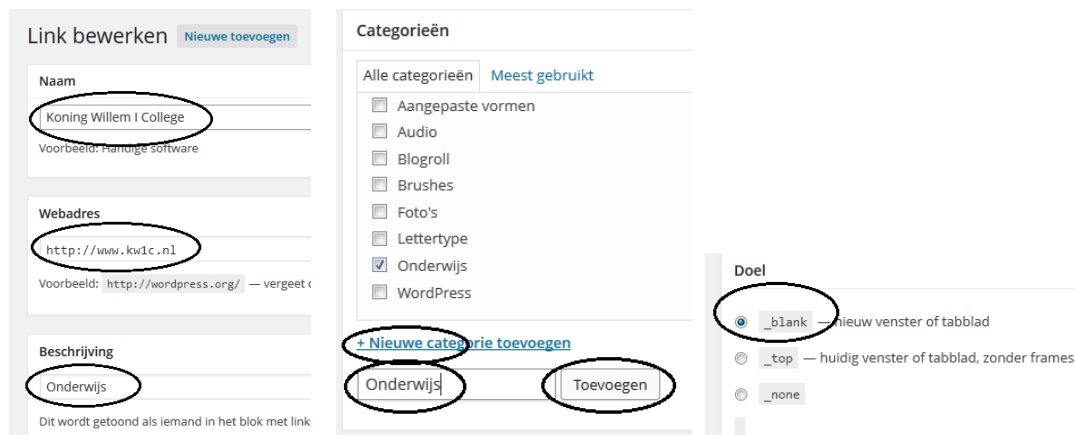 Link bewerken Nieuwe toevoegen
Naam
Koning Willem I College
Voorbeeld: Handige software
Webadres
http://www.kw1c.nl
Voorbeeld: http://wordpress.org/ — vergeet
Beschrijving
Onderwijs
Dit wordt getoond als iemand in het blok met link
Categorieën
Alle categorieën Meest gebruikt
Aangepaste vormen
Audio
Blogroll
Brushes
Foto's
Lettertype
Onderwijs
WordPress
+ Nieuwe categorie toevoegen
Onderwijs Toevoegen
Doel
_blank — nieuw venster of tabblad
_top — huidig venster of tabblad, zonder frames
_none